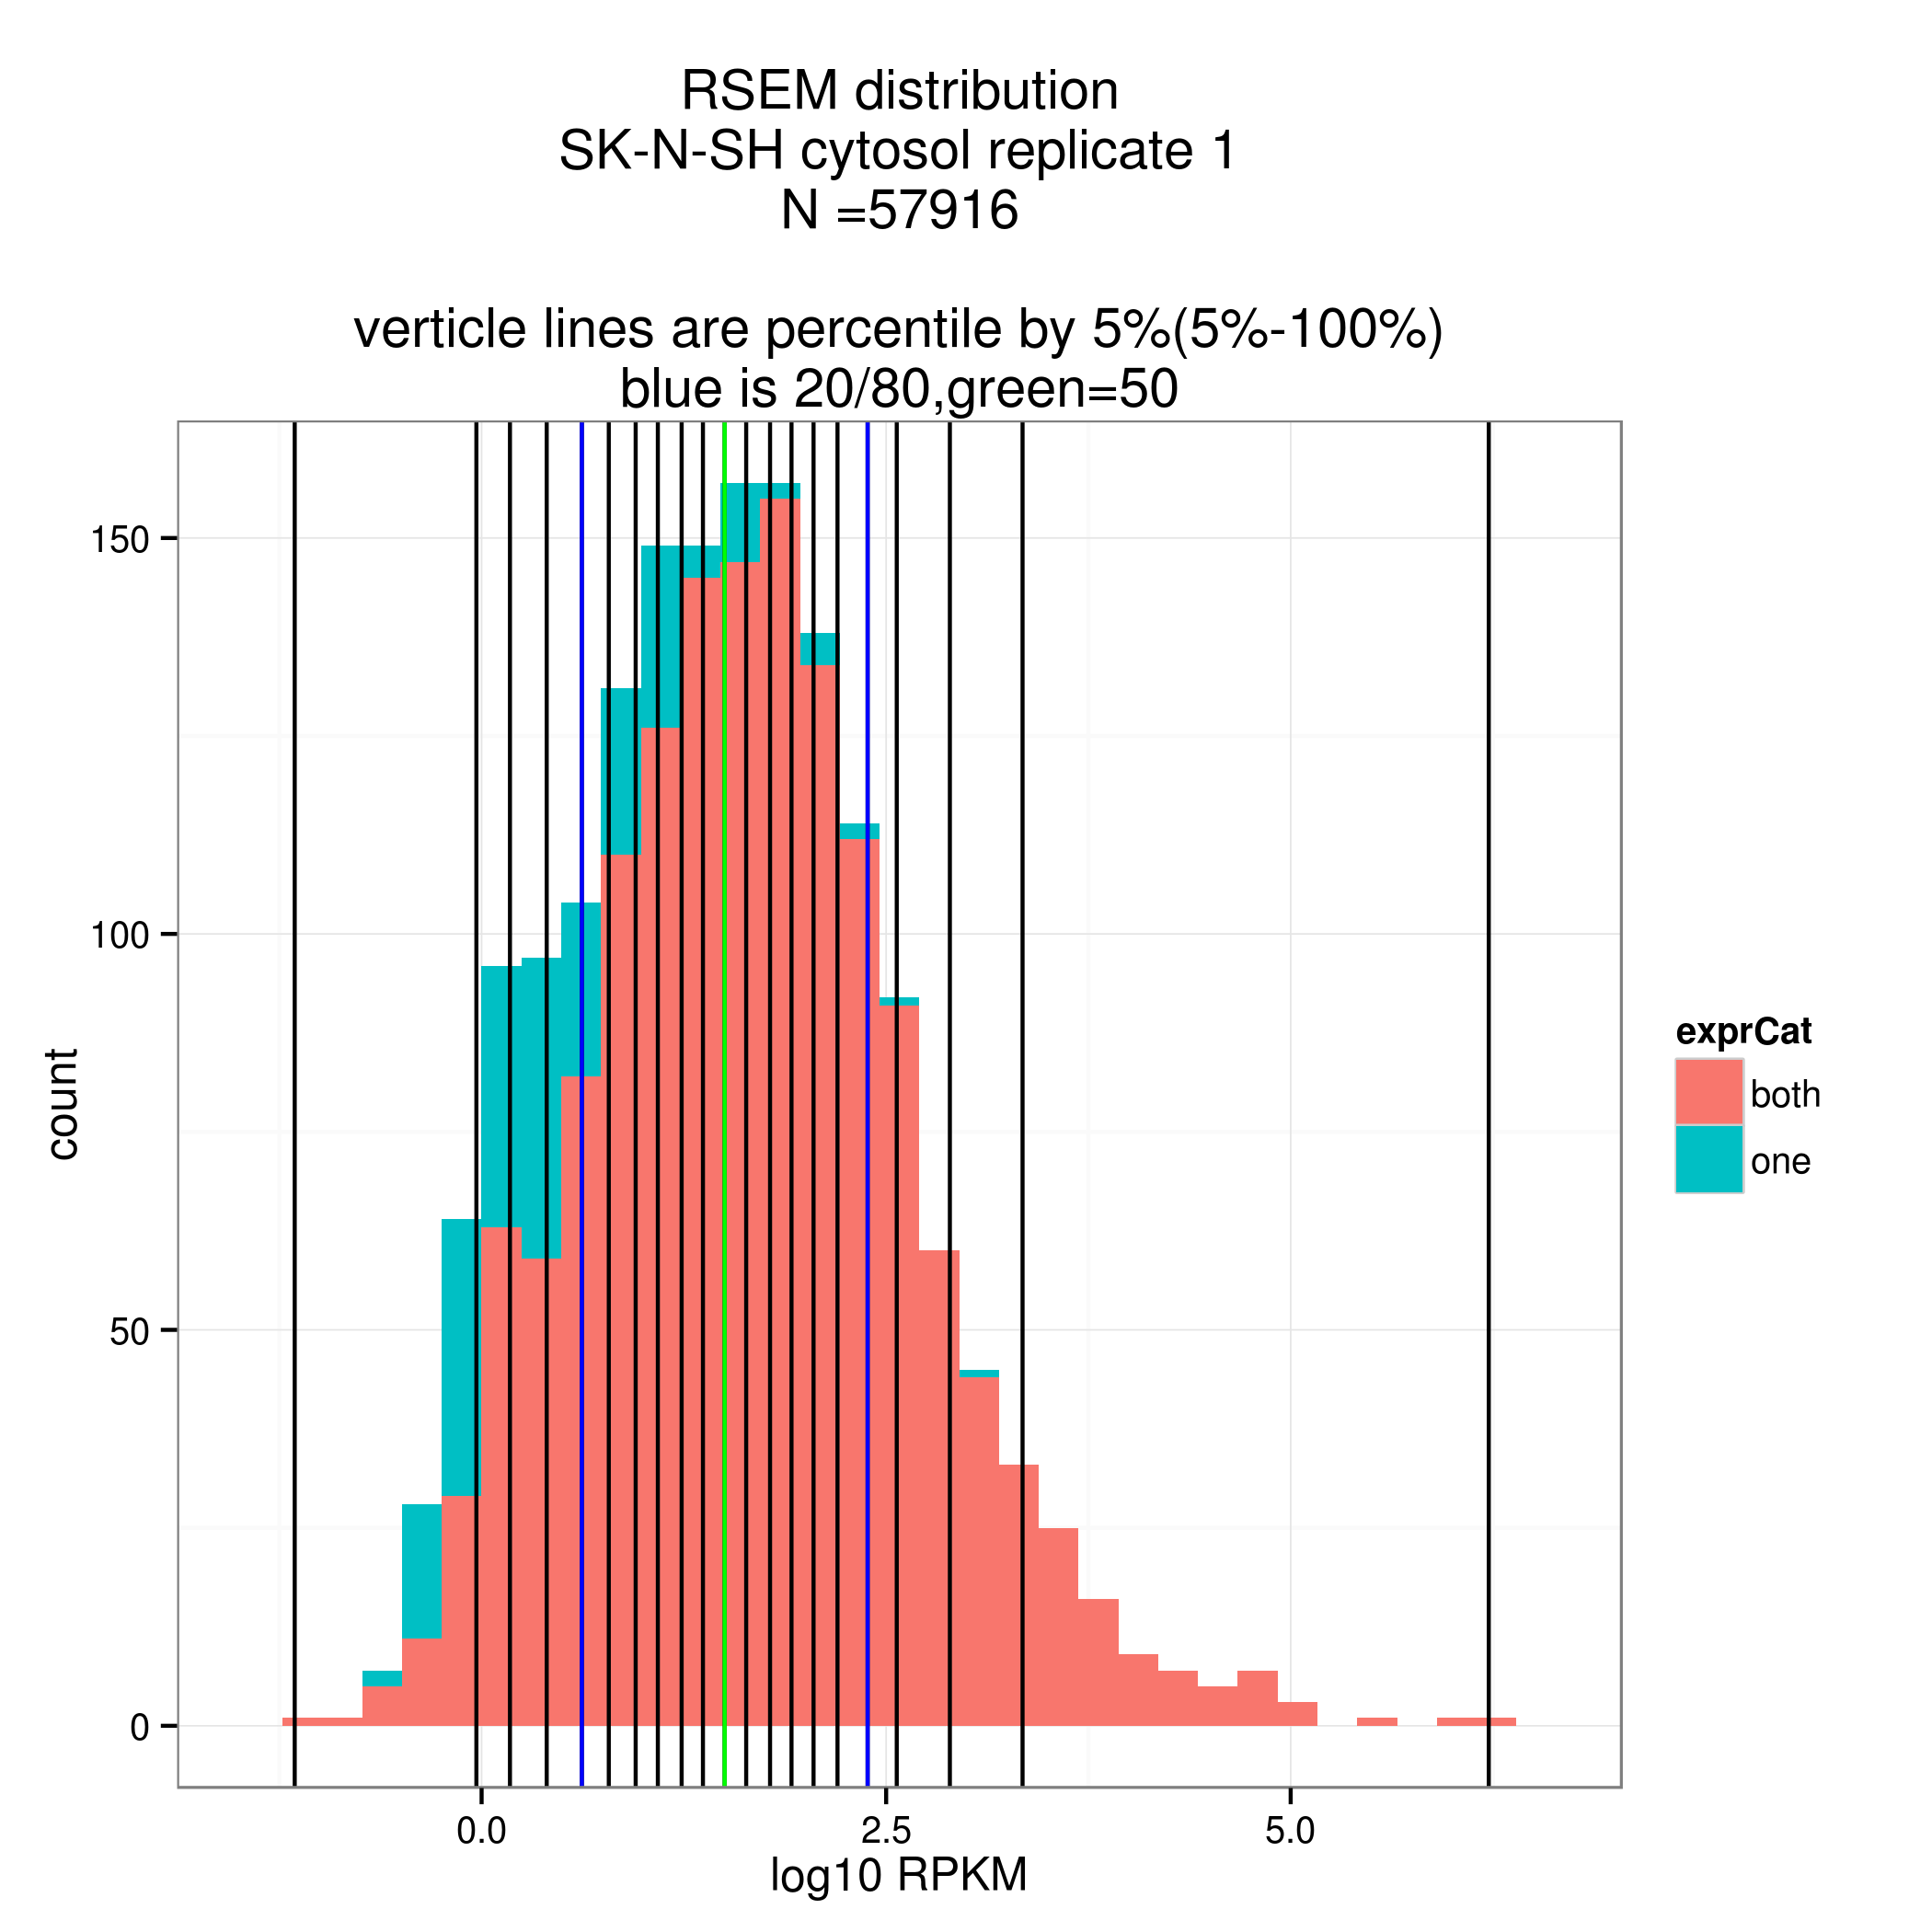 RSEM distribution
SK-N-SH cytosol replicate 1
N =57916
verticle lines are percentile by 5%(5%-100%)
blue is 20/80,green=50
150
100
50
0
count
0.0
2.5
5.0
log10 RPKM
exprCat
both
one